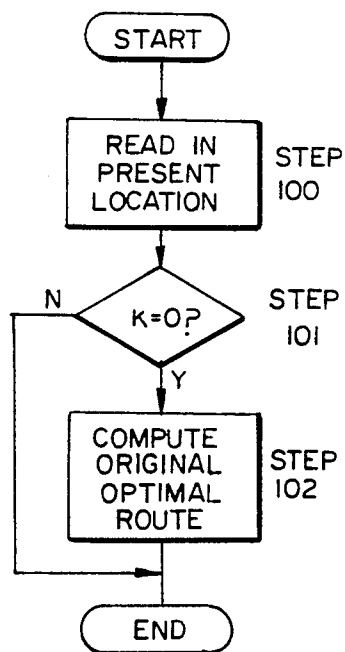 START
READ IN
PRESENT
LOCATION
STEP
100
N
K=0?
STEP
101
Y
COMPUTE
ORIGINAL
OPTIMAL
ROUTE
STEP
102
END